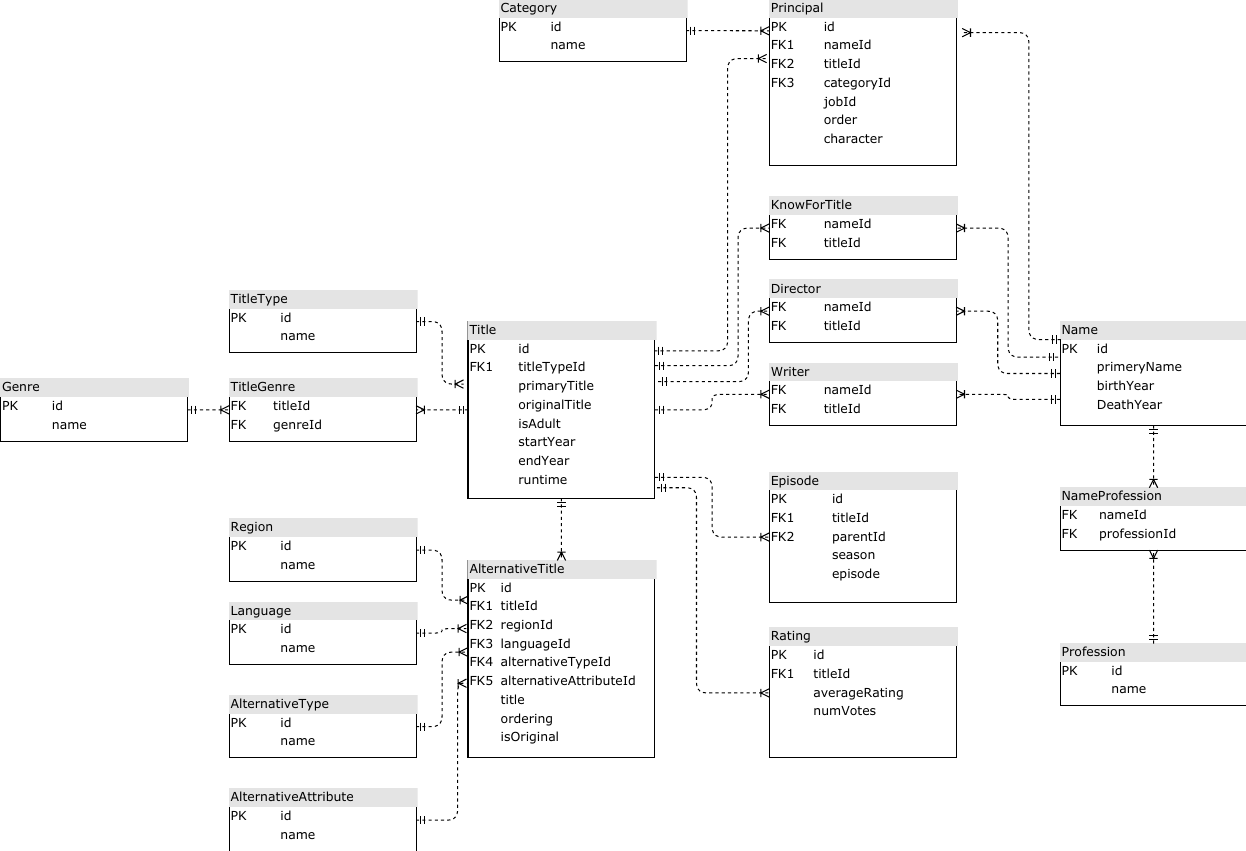 Category
PK id
name
Principal
PK id
FK1 nameId
FK2 titleId
FK3 categoryId
jobId
order
character
KnowForTitle
FK nameId
FK titleId
Director
FK nameId
FK titleId
Writer
FK nameId
FK titleId
TitleType
PK id
name
Title
PK id
FK1 titleTypeId
primaryTitle
originalTitle
isAdult
startYear
endYear
runtime
Name
PK id
primeryName
birthYear
DeathYear
Genre
PK id
name
TitleGenre
FK titleId
FK genreId
Episode
PK id
FK1 titleId
FK2 parentId
season
episode
NameProfession
FK nameId
FK professionId
Region
PK id
name
AlternativeTitle
PK id
FK1 titleId
FK2 regionId
FK3 languageId
FK4 alternativeTypeId
FK5 alternativeAttributeId
title
ordering
isOriginal
Language
PK id
name
Rating
PK id
FK1 titleId
averageRating
numVotes
Profession
PK id
name
AlternativeType
PK id
name
AlternativeAttribute
PK id
name